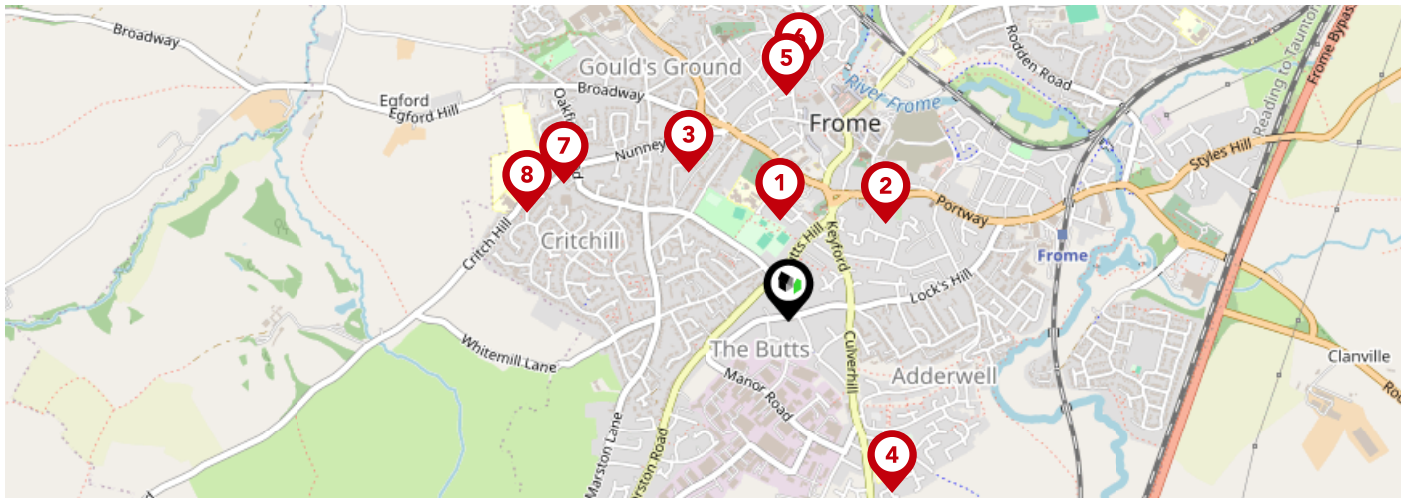 Broadway
6
5
Gould's Ground
Rodden Road
Reading to Taunton
Frome Bypass
Egford
Egford Hill
Oakfi
Broadway
River Frome
Frome
3
7
Nunney
8
1
2
Styles Hill
Portway
Critch Hill
Critchill
Butts Hill
Keyford
Frome
Lock's Hill
Whitemill Lane
The Butts
Culverhill
Adderwell
Clanville
Manor Road
Marston Lane
Marston Road
4